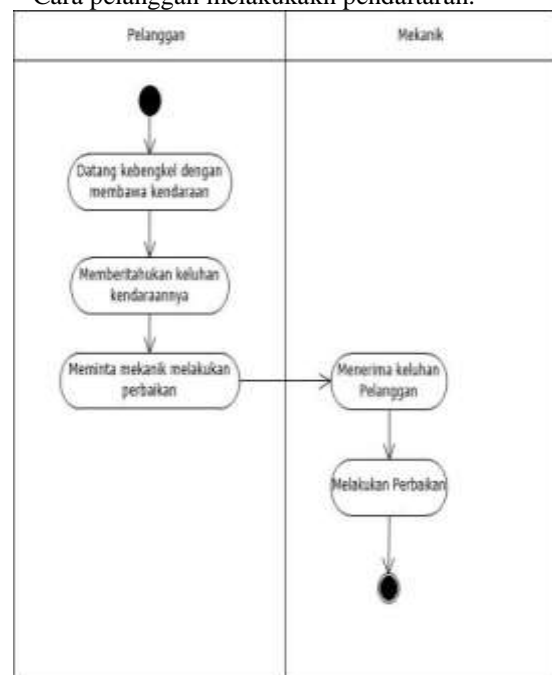 Cara pelanggan melakukakn pendaftaran.
Pelanggan
Mekanik
Datang kebengkel dengan
membawa kendaraan
Memberitahukan keluhan
kendaraannya
Meminta mekanik melakukan
perbaikan
Menerima keluhan
Pelanggan
Melakukan Perbaikan